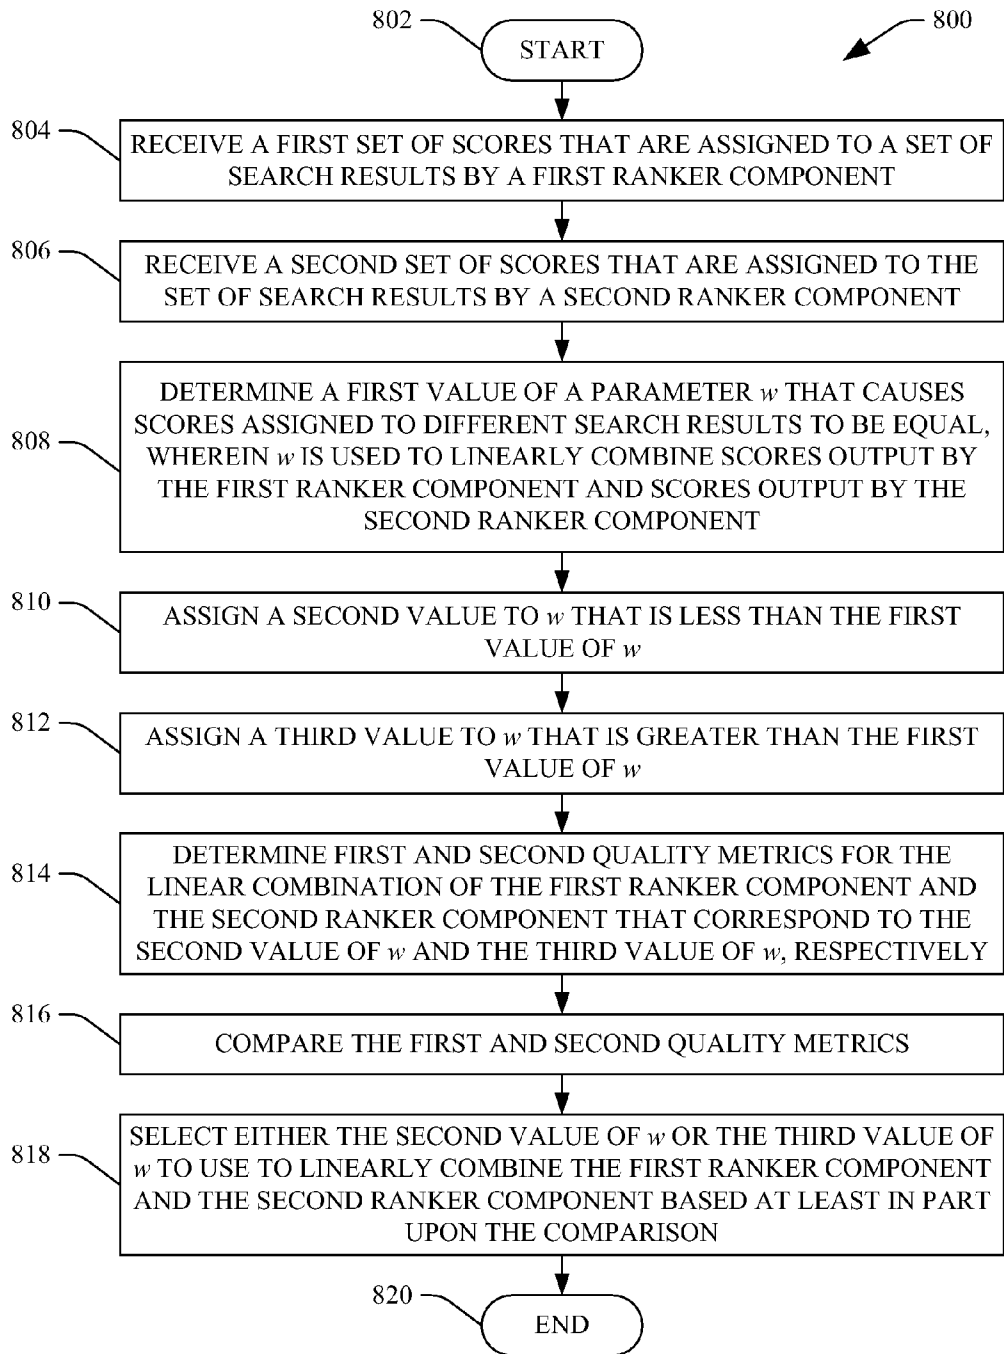 802
START
800
804
RECEIVE A FIRST SET OF SCORES THAT ARE ASSIGNED TO A SET OF
SEARCH RESULTS BY A FIRST RANKER COMPONENT
806
RECEIVE A SECOND SET OF SCORES THAT ARE ASSIGNED TO THE
SET OF SEARCH RESULTS BY A SECOND RANKER COMPONENT
808
DETERMINE A FIRST VALUE OF A PARAMETER w THAT CAUSES
SCORES ASSIGNED TO DIFFERENT SEARCH RESULTS TO BE EQUAL,
WHEREIN w IS USED TO LINEARLY COMBINE SCORES OUTPUT BY
THE FIRST RANKER COMPONENT AND SCORES OUTPUT BY THE
SECOND RANKER COMPONENT
810
ASSIGN A SECOND VALUE TO w THAT IS LESS THAN THE FIRST
VALUE OF w
812
ASSIGN A THIRD VALUE TO w THAT IS GREATER THAN THE FIRST
VALUE OF w
814
DETERMINE FIRST AND SECOND QUALITY METRICS FOR THE
LINEAR COMBINATION OF THE FIRST RANKER COMPONENT AND
THE SECOND RANKER COMPONENT THAT CORRESPOND TO THE
SECOND VALUE OF w AND THE THIRD VALUE OF w, RESPECTIVELY
816
COMPARE THE FIRST AND SECOND QUALITY METRICS
818
SELECT EITHER THE SECOND VALUE OF w OR THE THIRD VALUE OF
w TO USE TO LINEARLY COMBINE THE FIRST RANKER COMPONENT
AND THE SECOND RANKER COMPONENT BASED AT LEAST IN PART
UPON THE COMPARISON
820
END